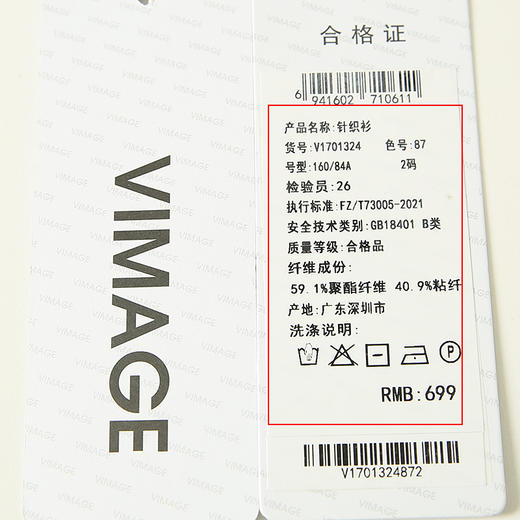 VIMAGE
合格证
6 941602 710611
产品名称:针织衫
货号:V1701324 色号:87
号型:160/84A 2码
检验员:26
执行标准:FZ/T73005-2021
安全技术类别:GB18401 B类
质量等级:合格品
纤维成份:
59.1%聚酯纤维 40.9%粘纤
产地:广东深圳市
洗涤说明:
P
RMB:699
V1701324872